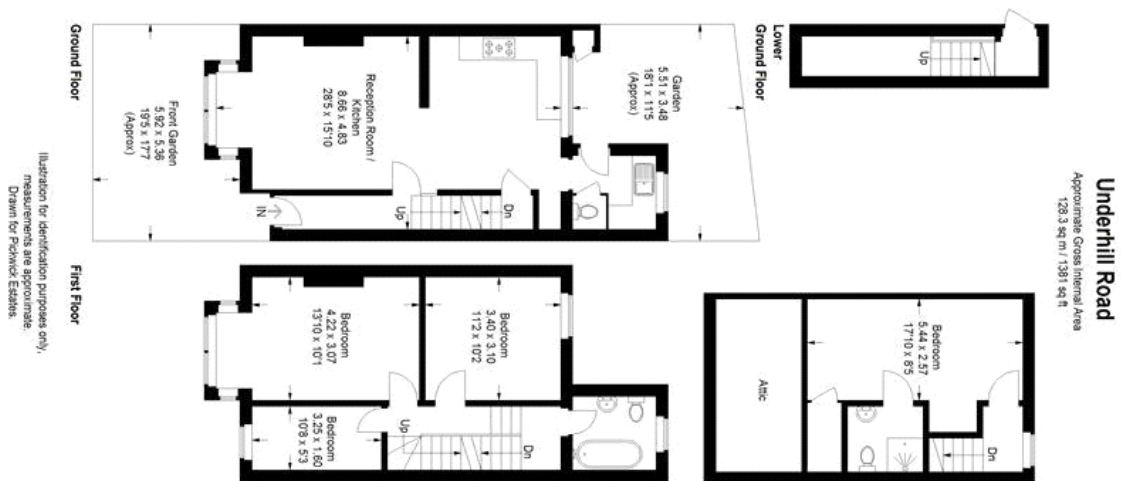 Underhill Road
Approximate Gross Internal Area
128.3 sq m / 1381 sq ft
Lower
Ground Floor
Up
Bedroom
5.44 x 2.57
17'10 x 8'5
Attic
Dn
Ground Floor
Garden
5.51 x 3.48
18'1 x 11'5
(Approx)
Reception Room /
Kitchen
8.66 x 4.83
28'5 x 15'10
Dn
Up
IN
Front Garden
5.92 x 5.36
19'5 x 17'7
(Approx)
First Floor
Bedroom
3.40 x 3.10
11'2 x 10'2
Bedroom
4.22 x 3.07
13'10 x 10'1
Dn
Up
Bedroom
3.25 x 1.60
10'8 x 5'3
Illustration for identification purposes only,
measurements are approximate.
Drawn for Pickwick Estates.